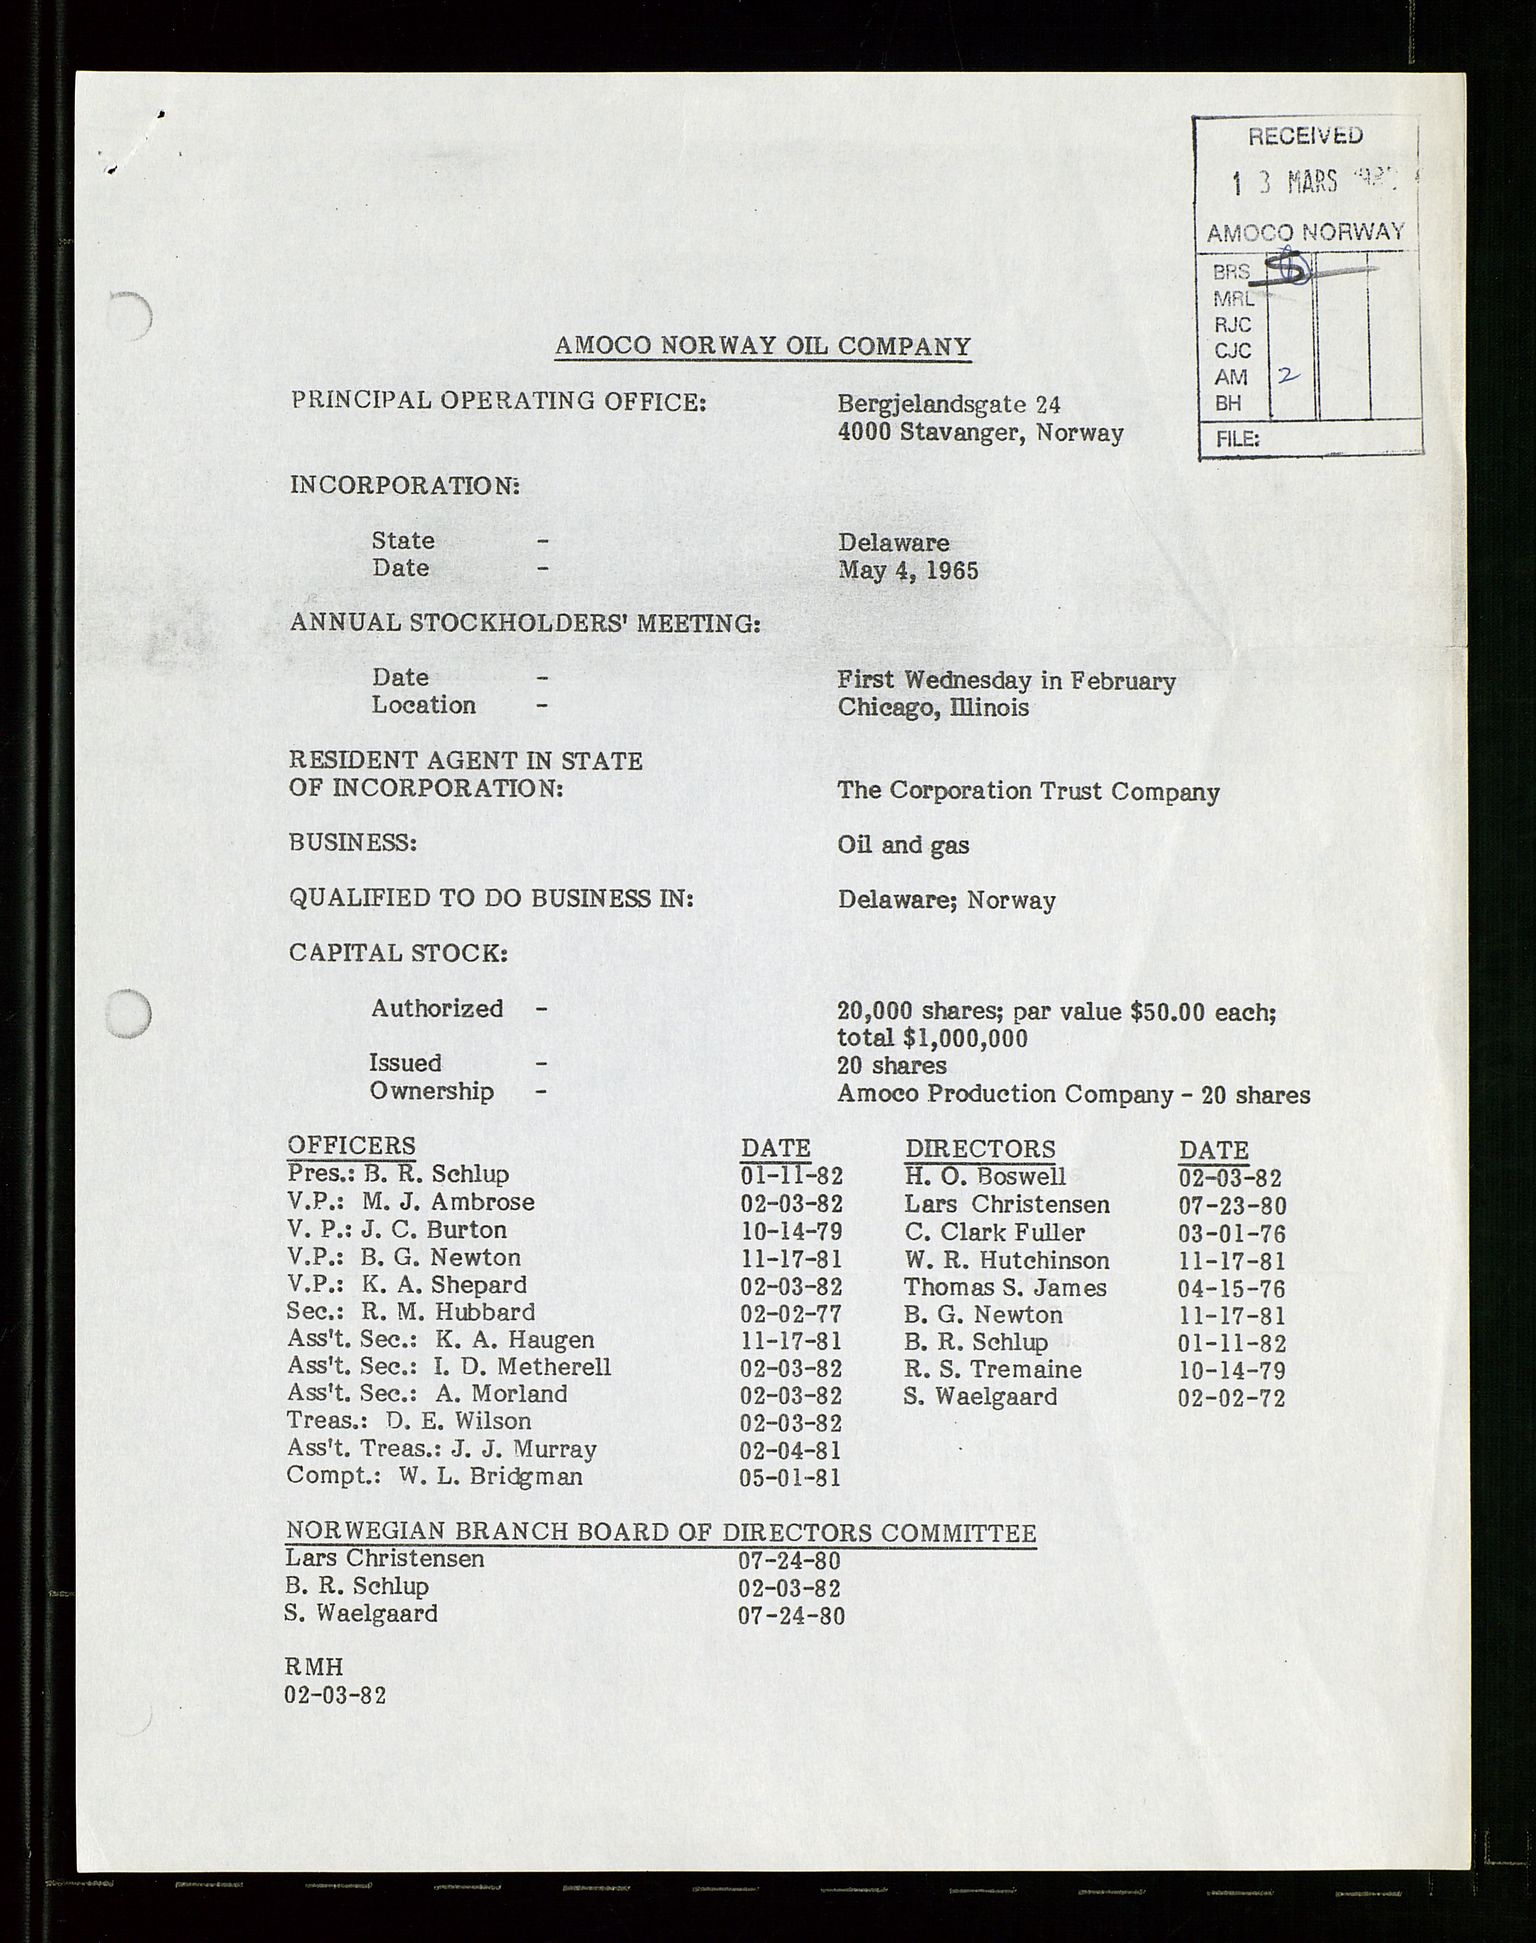 RECEIVED
13 MARS
AMOCO NORWAY
BRS
MRL
RJC
CJC
AM 2
BH
FILE:
AMOCO NORWAY OIL COMPANY
PRINCIPAL OPERATING OFFICE: Bergjelandsgate 24
4000 Stavanger, Norway
INCORPORATION:
State - Delaware
Date - May 4, 1965
ANNUAL STOCKHOLDERS' MEETING:
Date - First Wednesday in February
Location - Chicago, Illinois
RESIDENT AGENT IN STATE
OF INCORPORATION: The Corporation Trust Company
BUSINESS: Oil and gas
QUALIFIED TO DO BUSINESS IN: Delaware; Norway
CAPITAL STOCK:
Authorized - 20,000 shares; par value $50.00 each;
total $1,000,000
Issued - 20 shares
Ownership - Amoco Production Company - 20 shares
OFFICERS DATE DIRECTORS DATE
Pres.: B. R. Schlup 01-11-82 H. O. Boswell 02-03-82
V.P.: M. J. Ambrose 02-03-82 Lars Christensen 07-23-80
V. P.: J. C. Burton 10-14-79 C. Clark Fuller 03-01-76
V.P.: B. G. Newton 11-17-81 W. R. Hutchinson 11-17-81
V.P.: K. A. Shepard 02-03-82 Thomas S. James 04-15-76
Sec.: R. M. Hubbard 02-02-77 B. G. Newton 11-17-81
Ass't. Sec.: K. A. Haugen 11-17-81 B. R. Schlup 01-11-82
Ass't. Sec.: I. D. Metherell 02-03-82 R. S. Tremaine 10-14-79
Ass't. Sec.: A. Morland 02-03-82 S. Waelgaard 02-02-72
Treas.: D. E. Wilson 02-03-82
Ass't. Treas.: J. J. Murray 02-04-81
Compt.: W. L. Bridgman 05-01-81
NORWEGIAN BRANCH BOARD OF DIRECTORS COMMITTEE
Lars Christensen 07-24-80
B. R. Schlup 02-03-82
S. Waelgaard 07-24-80
RMH
02-03-82